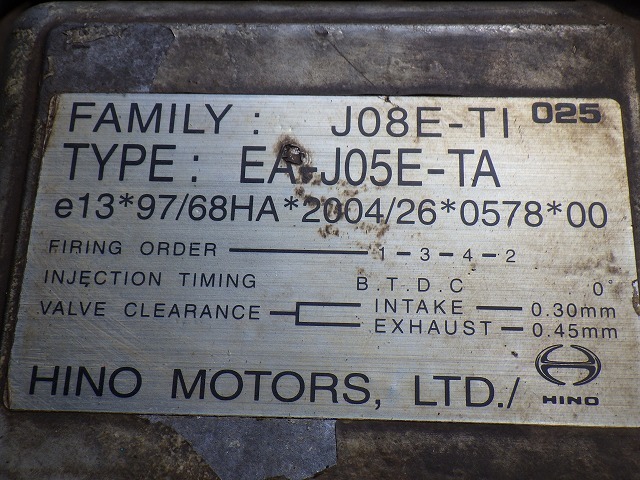 FAMILY : J08E-TI 025
TYPE : EA-J05E-TA
e13*97/68HA*2004/26*0578*00
FIRING ORDER 1-3-4-2
INJECTION TIMING B.T.D.C 0°
VALVE CLEARANCE INTAKE 0.30mm
EXHAUST 0.45mm
HINO MOTORS, LTD./ HINO